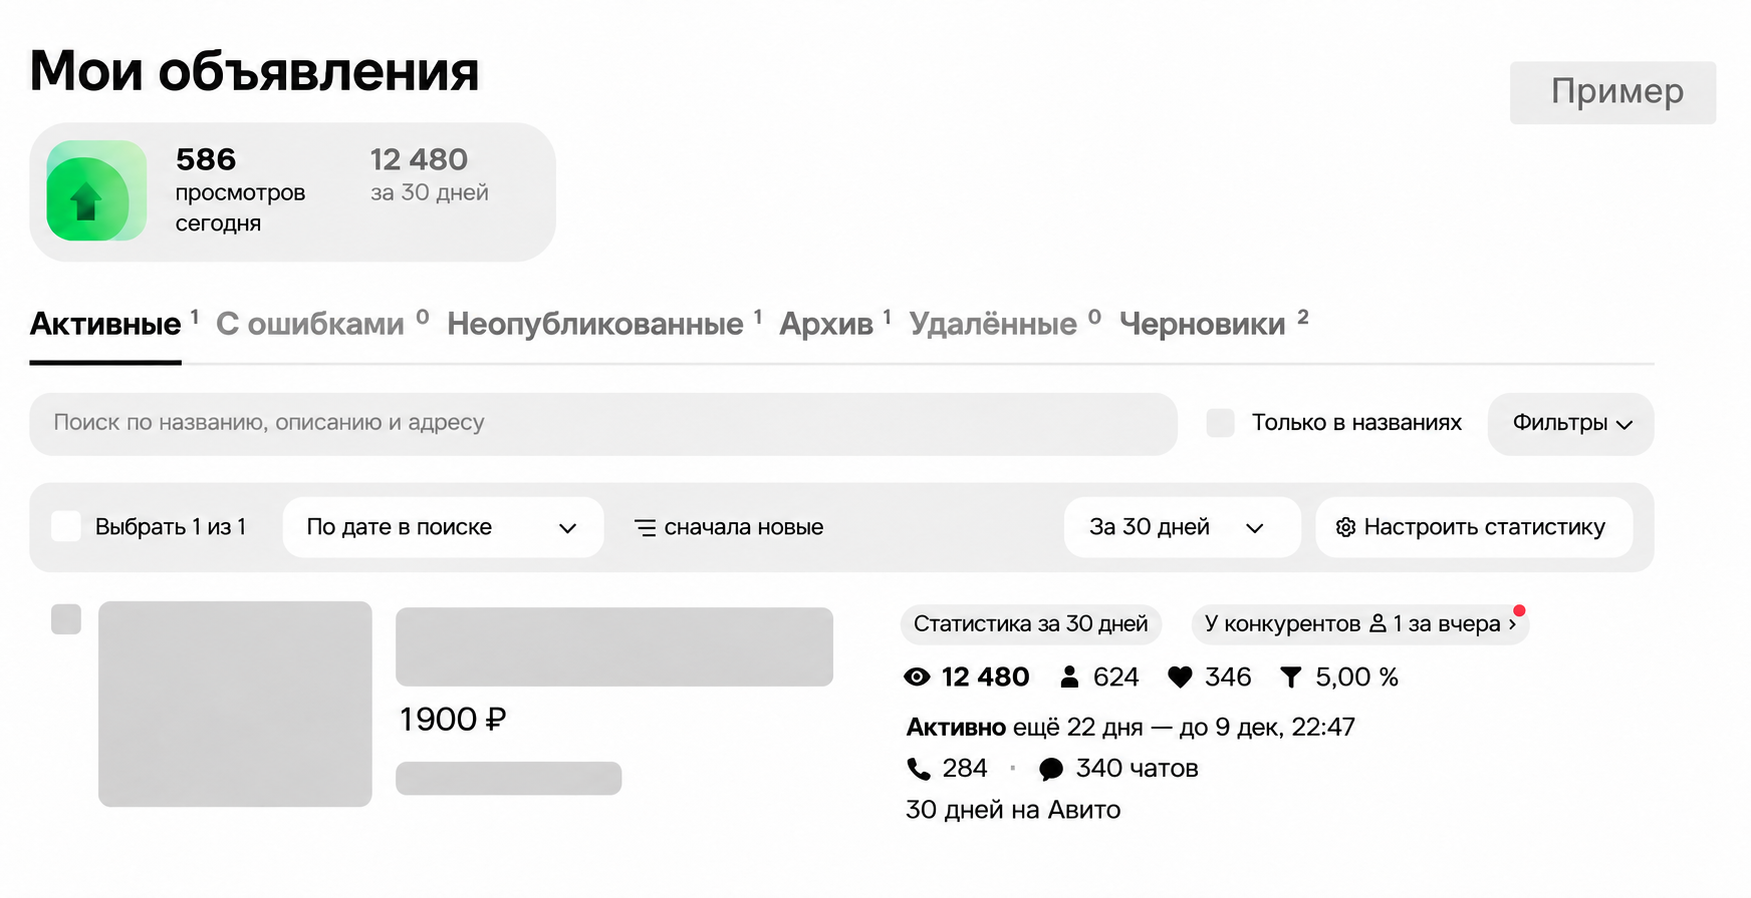 Мои объявления
Пример
586
просмотров
сегодня
12 480
за 30 дней
Активные 1 С ошибками 0 Неопубликованные 1 Архив 1 Удалённые 0 Черновики 2
Поиск по названию, описанию и адресу
Только в названиях
Фильтры
Выбрать 1 из 1
По дате в поиске
сначала новые
За 30 дней
Настроить статистику
1900 ₽
Статистика за 30 дней
У конкурентов 1 за вчера ›
12 480 624 346 5,00 %
Активно ещё 22 дня — до 9 дек, 22:47
284 · 340 чатов
30 дней на Авито